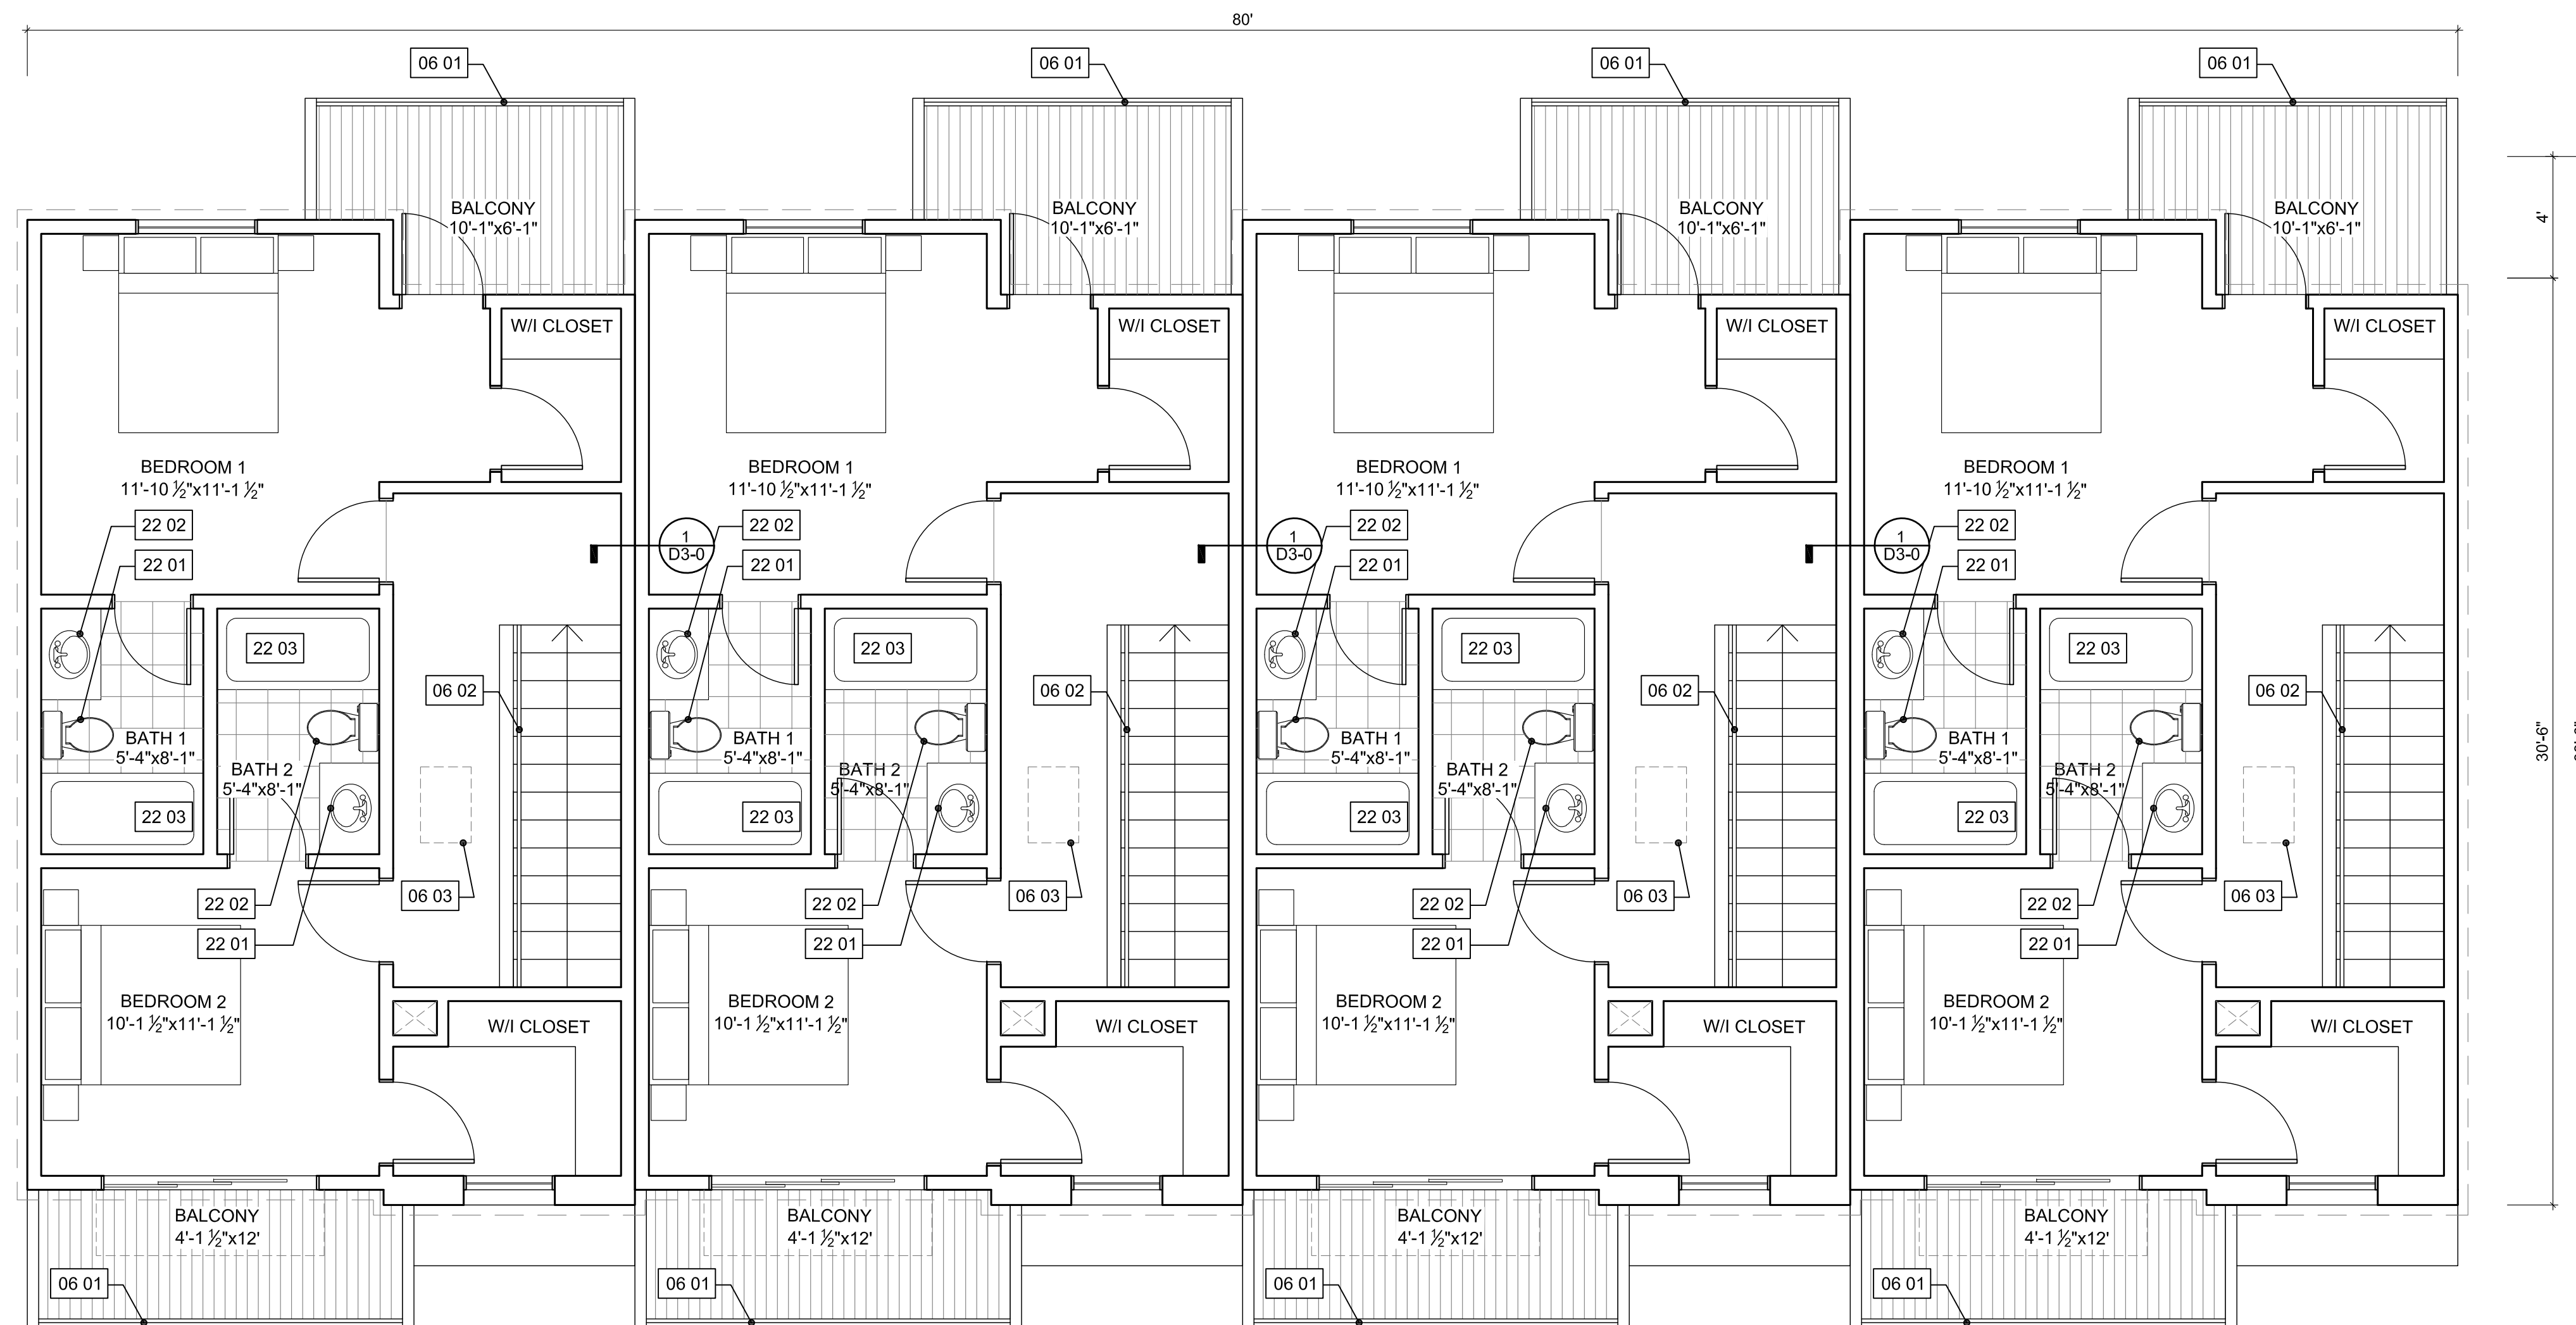 80'
06 01
06 01
06 01
06 01
BALCONY
10'-1"x6'-1"
BALCONY
10'-1"x6'-1"
BALCONY
10'-1"x6'-1"
BALCONY
10'-1"x6'-1"
4'
W/I CLOSET
W/I CLOSET
W/I CLOSET
W/I CLOSET
BEDROOM 1
11'-10 ½"x11'-1 ½"
BEDROOM 1
11'-10 ½"x11'-1 ½"
BEDROOM 1
11'-10 ½"x11'-1 ½"
BEDROOM 1
11'-10 ½"x11'-1 ½"
22 02
1
D3-0
22 02
1
D3-0
22 02
1
D3-0
22 02
22 01
22 01
22 01
22 01
22 03
22 03
22 03
22 03
06 02
06 02
06 02
06 02
BATH 1
5'-4"x8'-1"
BATH 1
5'-4"x8'-1"
BATH 1
5'-4"x8'-1"
BATH 1
5'-4"x8'-1"
30'-6"
BATH 2
5'-4"x8'-1"
BATH 2
5'-4"x8'-1"
BATH 2
5'-4"x8'-1"
BATH 2
5'-4"x8'-1"
22 03
22 03
22 03
22 03
06 03
06 03
06 03
06 03
22 02
22 02
22 02
22 02
22 01
22 01
22 01
22 01
BEDROOM 2
10'-1 ½"x11'-1 ½"
BEDROOM 2
10'-1 ½"x11'-1 ½"
BEDROOM 2
10'-1 ½"x11'-1 ½"
BEDROOM 2
10'-1 ½"x11'-1 ½"
W/I CLOSET
W/I CLOSET
W/I CLOSET
W/I CLOSET
BALCONY
4'-1 ½"x12'
BALCONY
4'-1 ½"x12'
BALCONY
4'-1 ½"x12'
BALCONY
4'-1 ½"x12'
06 01
06 01
06 01
06 01